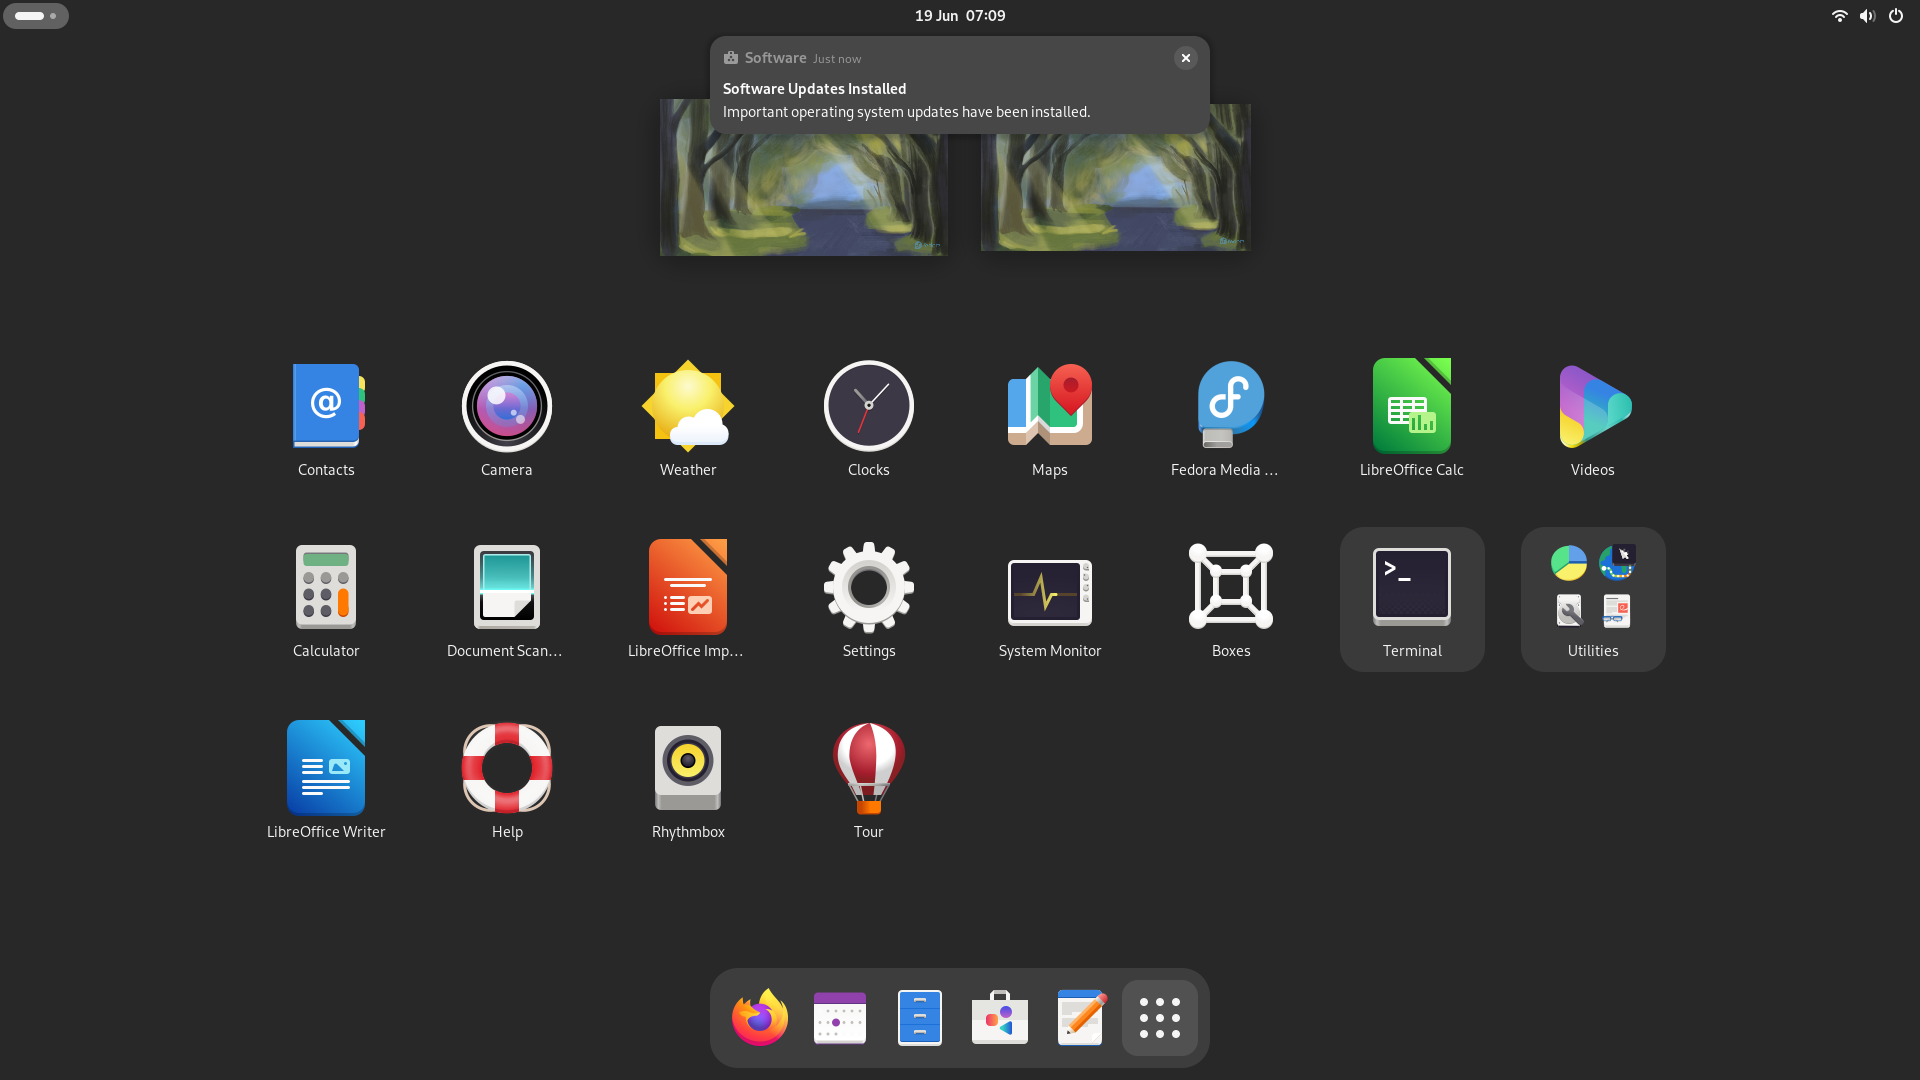 19 Jun 07:09
Software Just now
Software Updates Installed
Important operating system updates have been installed.
Contacts
Camera
Weather
Clocks
Maps
Fedora Media ...
LibreOffice Calc
Videos
Calculator
Document Scan...
LibreOffice Imp...
Settings
System Monitor
Boxes
Terminal
Utilities
LibreOffice Writer
Help
Rhythmbox
Tour